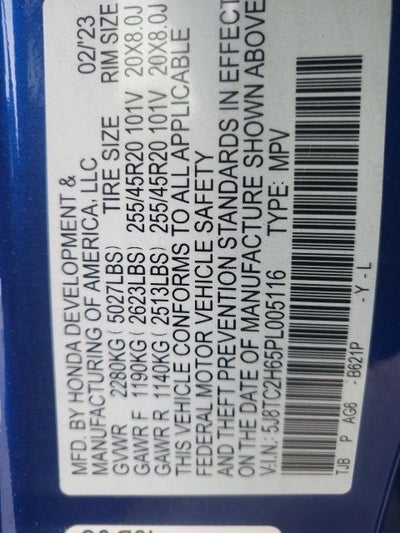 MFD. BY HONDA DEVELOPMENT & 02/'23
MANUFACTURING OF AMERICA, LLC
GVWR 2280KG ( 5027LBS) TIRE SIZE RIM SIZE
GAWR F 1190KG ( 2623LBS) 255/45R20 101V 20X8.0J
GAWR R 1140KG ( 2513LBS) 255/45R20 101V 20X8.0J
THIS VEHICLE CONFORMS TO ALL APPLICABLE
FEDERAL MOTOR VEHICLE SAFETY
AND THEFT PREVENTION STANDARDS IN EFFECT
ON THE DATE OF MANUFACTURE SHOWN ABOVE
V.I.N.: 5J8TC2H65PL005116 TYPE: MPV
TJB P AG6 - B621P - Y - L